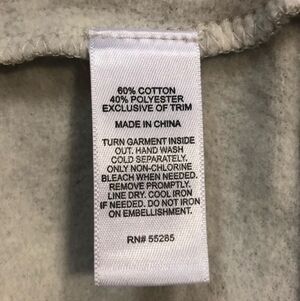 60% COTTON
40% POLYESTER
EXCLUSIVE OF TRIM
MADE IN CHINA
TURN GARMENT INSIDE
OUT. HAND WASH
COLD SEPARATELY.
ONLY NON-CHLORINE
BLEACH WHEN NEEDED.
REMOVE PROMPTLY.
LINE DRY. COOL IRON
IF NEEDED. DO NOT IRON
ON EMBELLISHMENT.
RN# 55285